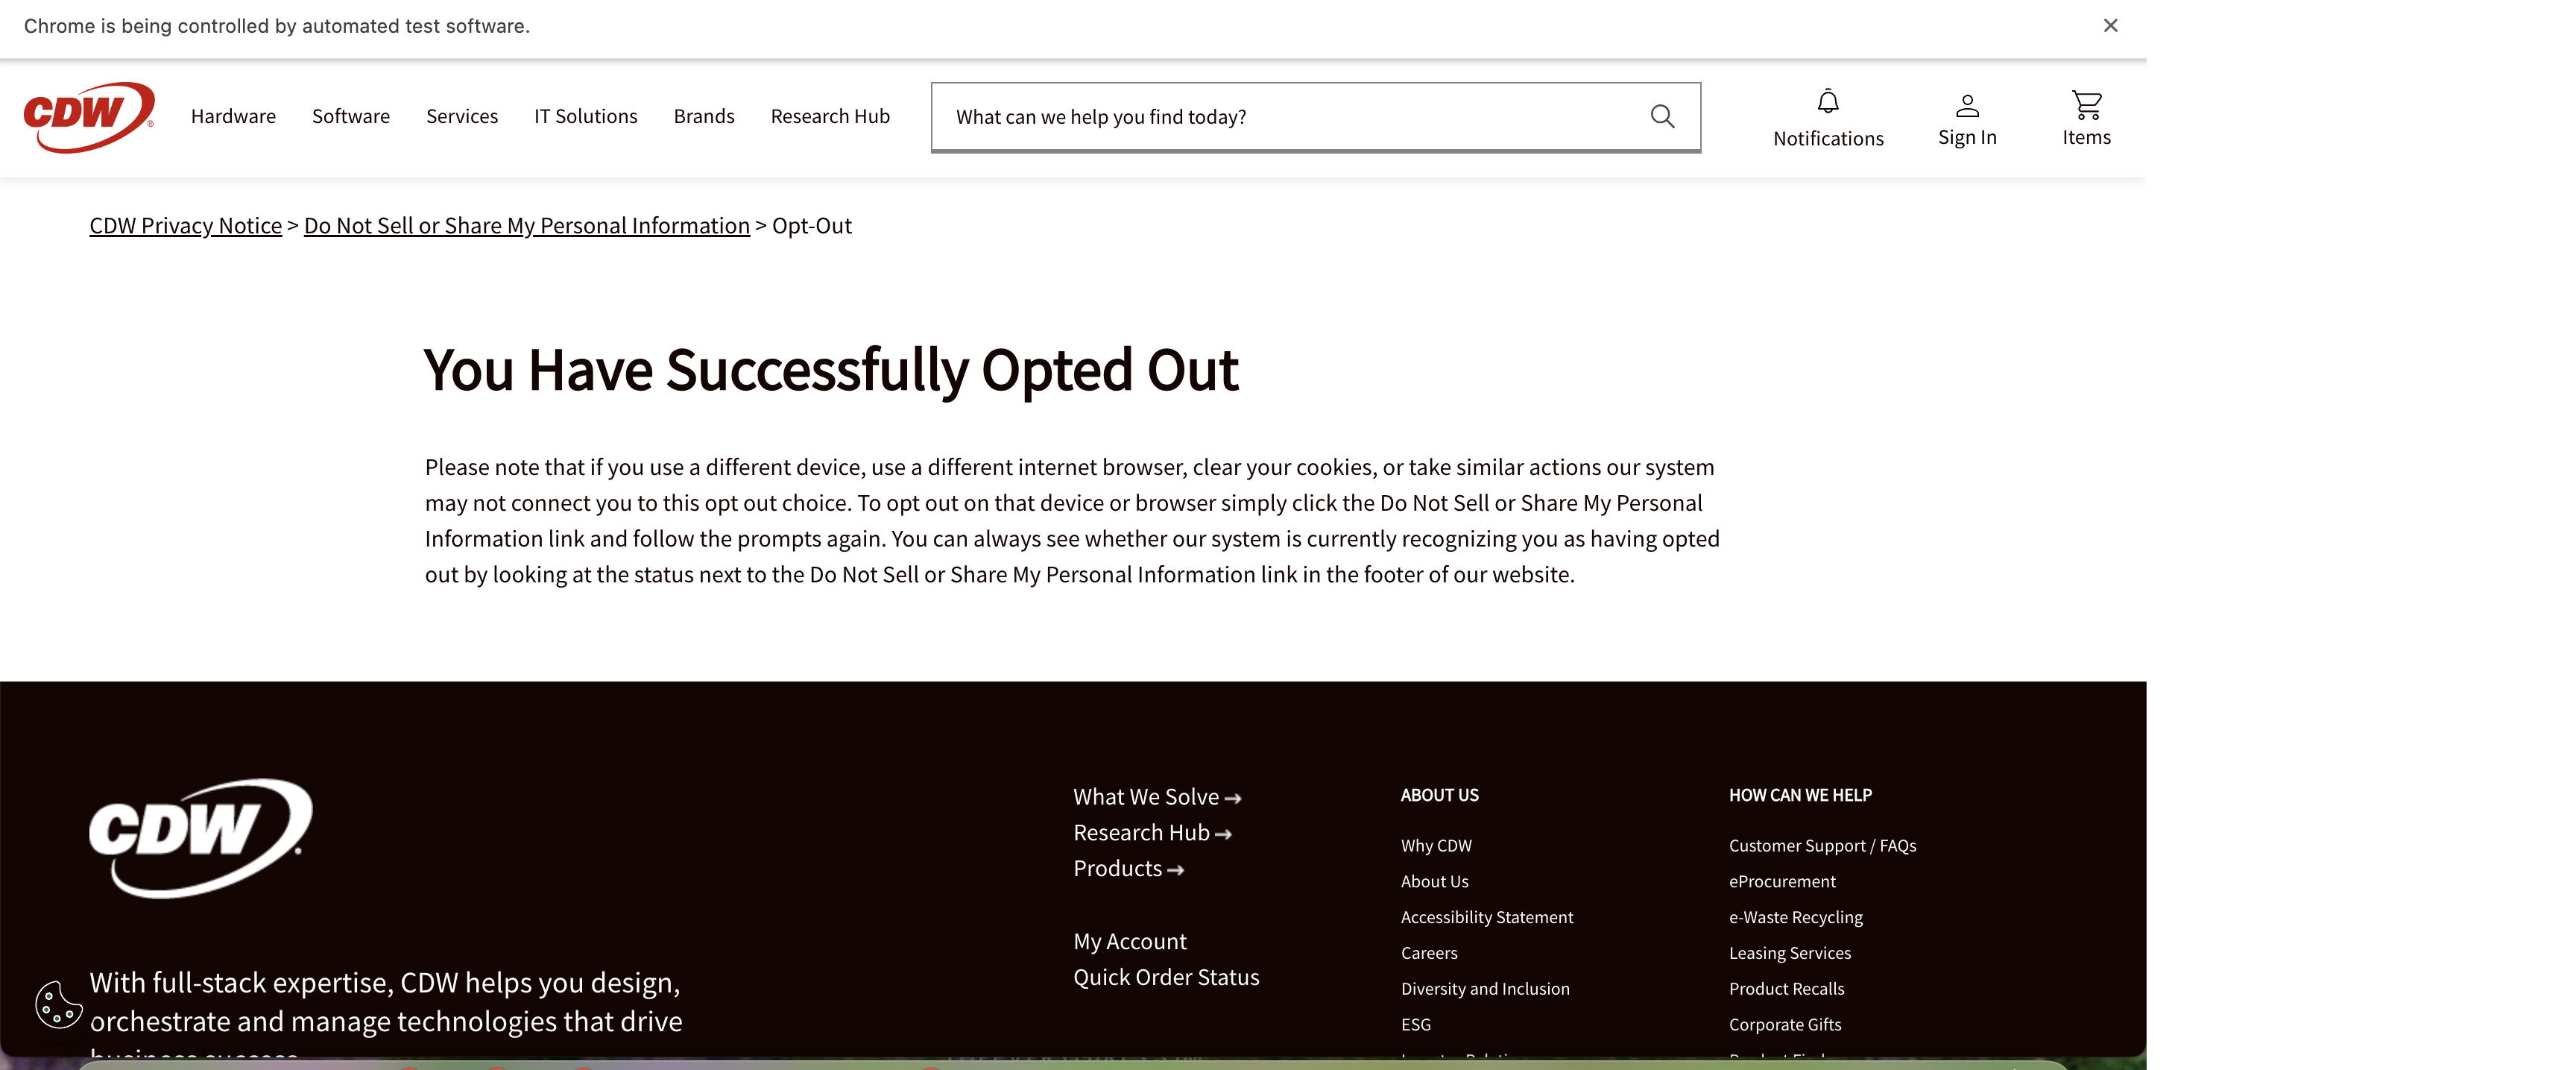 Chrome is being controlled by automated test software.
CDW
Hardware Software Services IT Solutions Brands Research Hub
What can we help you find today?
Notifications
Sign In
Items
CDW Privacy Notice > Do Not Sell or Share My Personal Information > Opt-Out
You Have Successfully Opted Out
Please note that if you use a different device, use a different internet browser, clear your cookies, or take similar actions our system
may not connect you to this opt out choice. To opt out on that device or browser simply click the Do Not Sell or Share My Personal
Information link and follow the prompts again. You can always see whether our system is currently recognizing you as having opted
out by looking at the status next to the Do Not Sell or Share My Personal Information link in the footer of our website.
CDW
With full-stack expertise, CDW helps you design,
orchestrate and manage technologies that drive
business success
What We Solve →
Research Hub →
Products →
My Account
Quick Order Status
ABOUT US
Why CDW
About Us
Accessibility Statement
Careers
Diversity and Inclusion
ESG
HOW CAN WE HELP
Customer Support / FAQs
eProcurement
e-Waste Recycling
Leasing Services
Product Recalls
Corporate Gifts